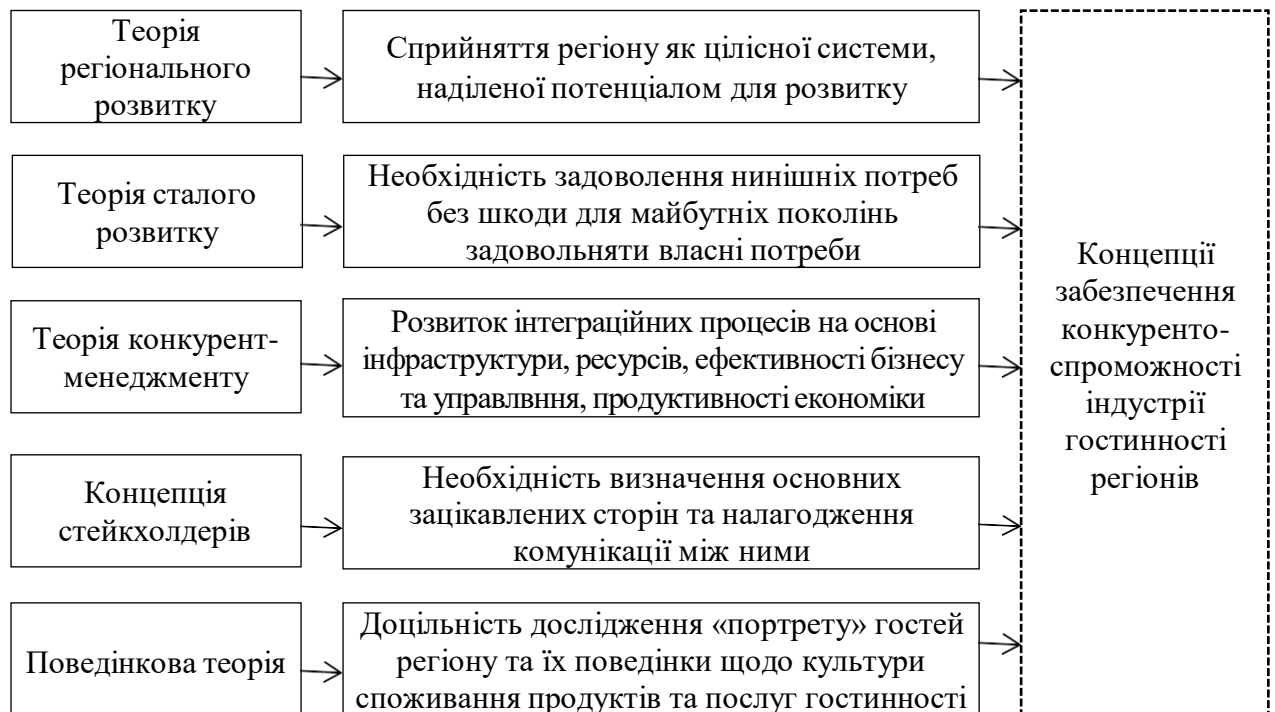 Теорія
регіонального
розвитку
Сприйняття регіону як цілісної системи,
наділеної потенціалом для розвитку
Теорія сталого
розвитку
Необхідність задоволення нинішніх потреб
без шкоди для майбутніх поколінь
задовольняти власні потреби
Теорія конкурент-
менеджменту
Розвиток інтеграційних процесів на основі
інфраструктури, ресурсів, ефективності бізнесу
та управлвння, продуктивності економіки
Концепція
стейкхолдерів
Необхідність визначення основних
зацікавлених сторін та налагодження
комунікації між ними
Поведінкова теорія
Доцільність дослідження «портрету» гостей
регіону та їх поведінки щодо культури
споживання продуктів та послуг гостинності
Концепції
забезпечення
конкуренто-
спроможності
індустрії
гостинності
регіонів